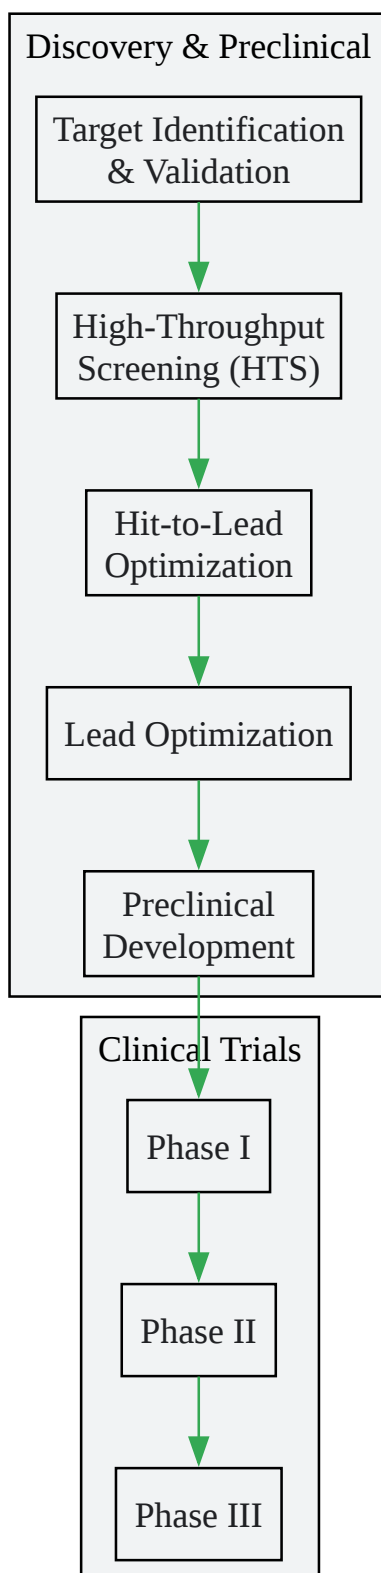 Discovery & Preclinical
Target Identification
& Validation
High-Throughput
Screening (HTS)
Hit-to-Lead
Optimization
Lead Optimization
Preclinical
Development
Clinical Trials
Phase I
Phase II
Phase III